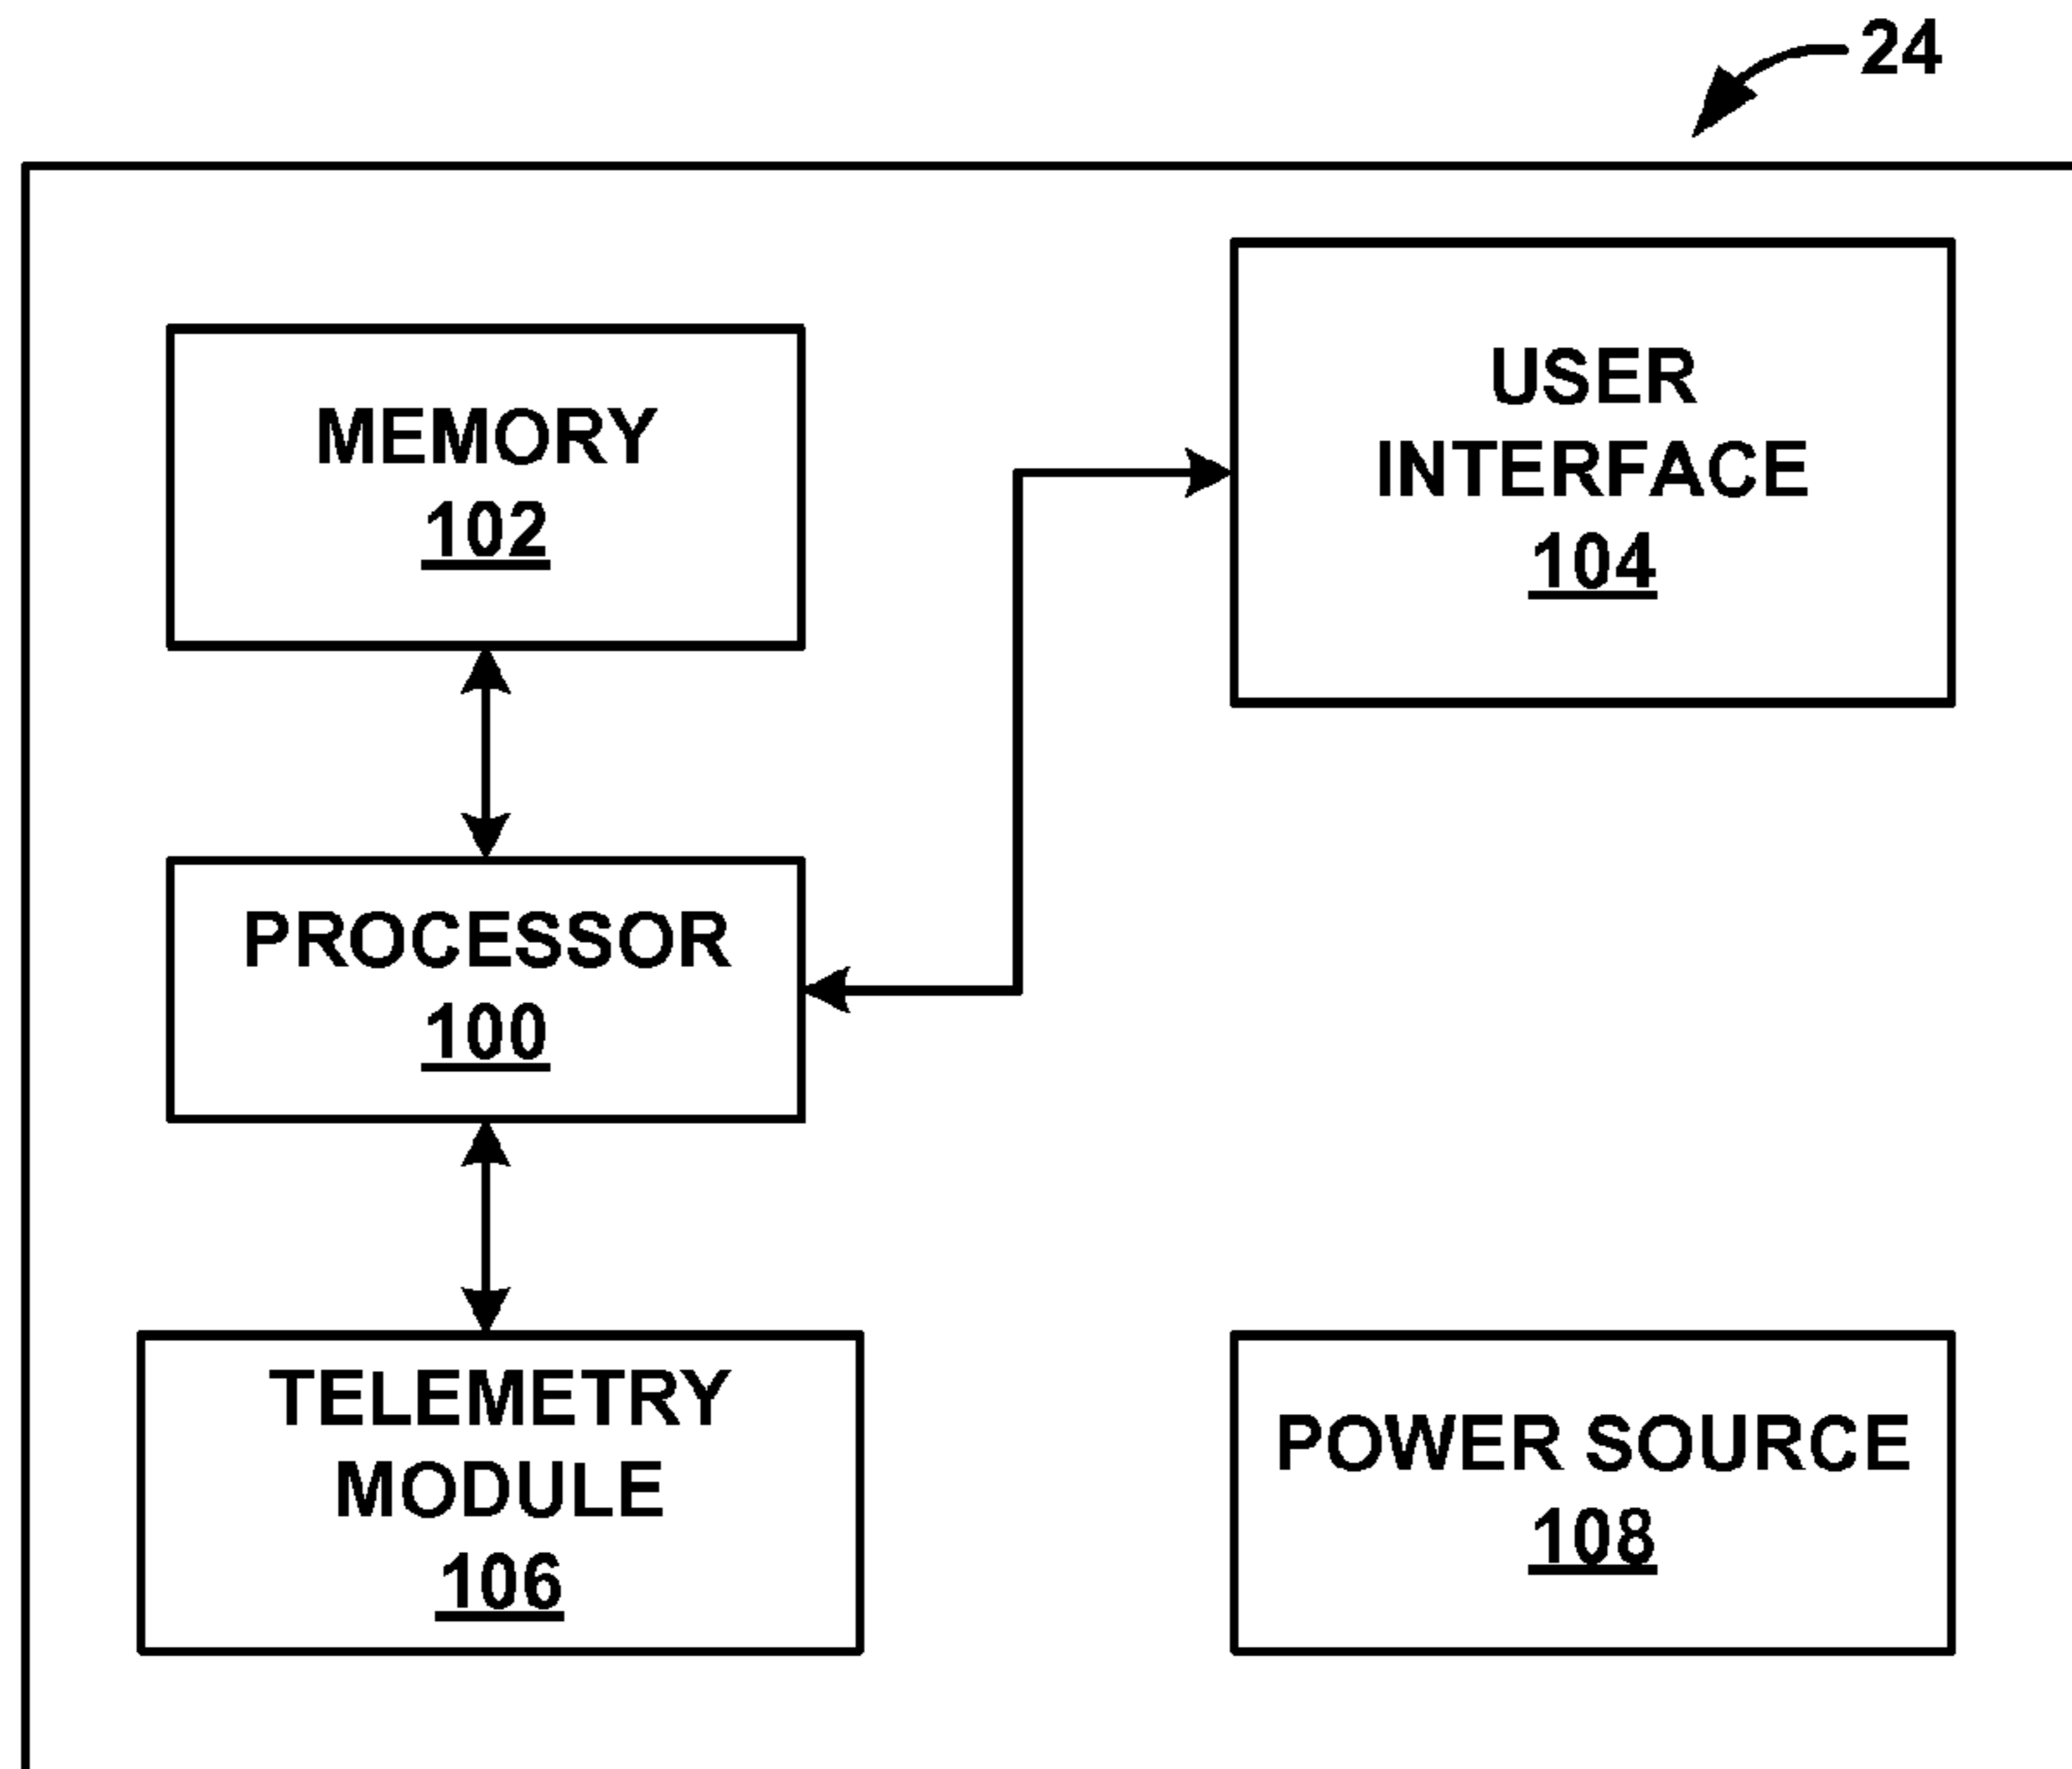 24
MEMORY
102
USER
INTERFACE
104
PROCESSOR
100
TELEMETRY
MODULE
106
POWER SOURCE
108